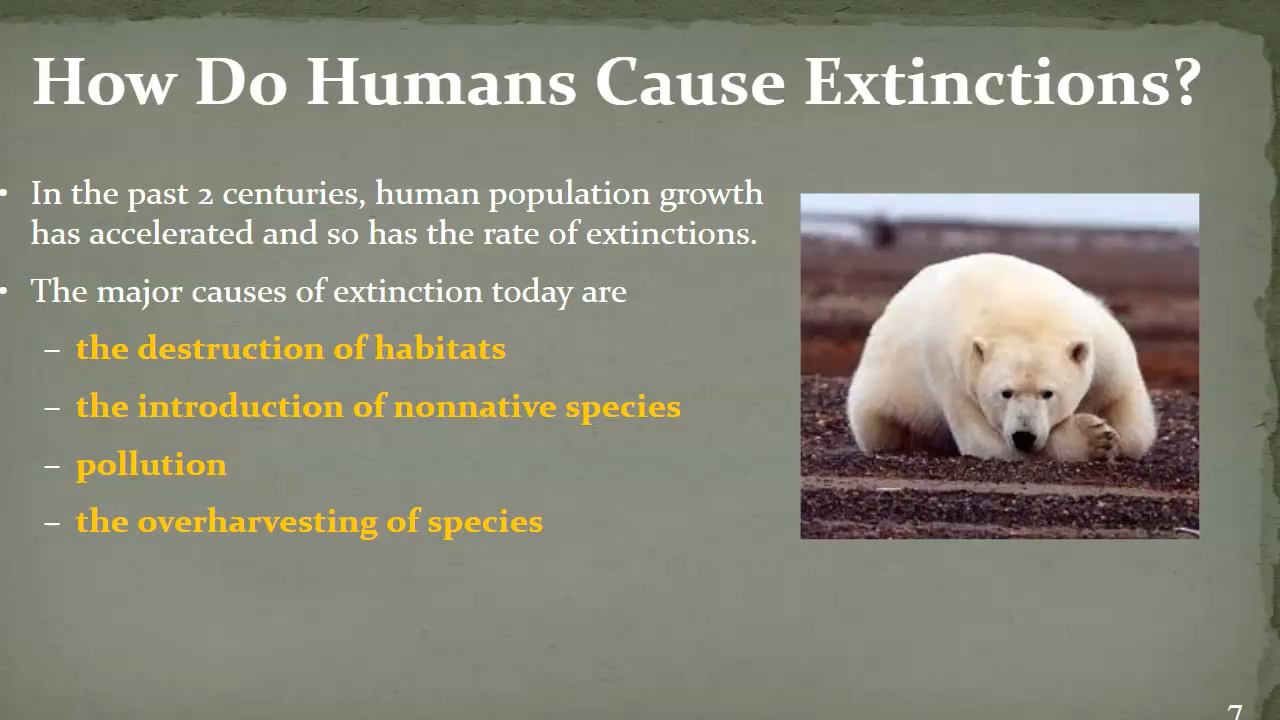 How Do Humans Cause Extinctions?
• In the past 2 centuries, human population growth
has accelerated and so has the rate of extinctions.
• The major causes of extinction today are
– the destruction of habitats
– the introduction of nonnative species
– pollution
– the overharvesting of species
7